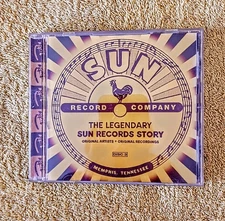 SUN
RECORD COMPANY
THE LEGENDARY
SUN RECORDS STORY
ORIGINAL ARTISTS • ORIGINAL RECORDINGS
MEMPHIS, TENNESSEE